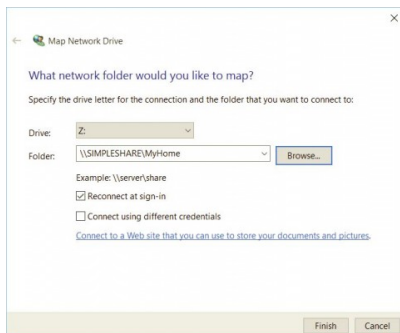 Map Network Drive
What network folder would you like to map?
Specify the drive letter for the connection and the folder that you want to connect to:
Drive: Z:
Folder: \\SIMPLESHARE\MyHome Browse...
Example: \\server\share
Reconnect at sign-in
Connect using different credentials
Connect to a Web site that you can use to store your documents and pictures.
Finish Cancel